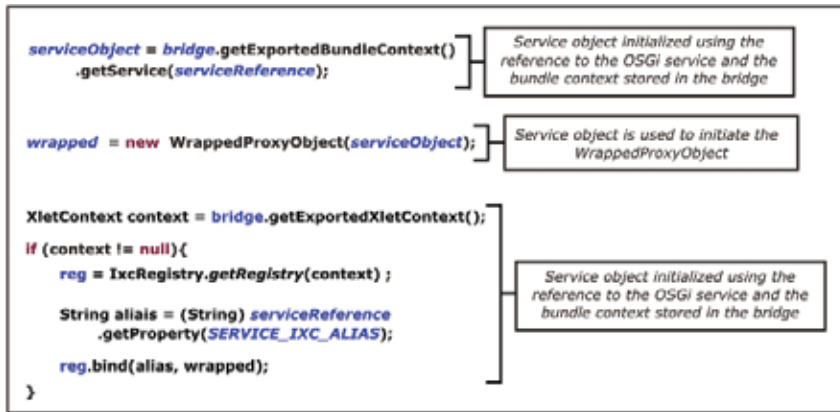 serviceObject = bridge.getExportedBundleContext()
.getService(serviceReference);
Service object initialized using the
reference to the OSGi service and the
bundle context stored in the bridge
wrapped = new WrappedProxyObject(serviceObject);
Service object is used to initiate the
WrappedProxyObject
XletContext context = bridge.getExportedXletContext();
if (context != null){
reg = IxcRegistry.getRegistry(context) ;
String aliais = (String) serviceReference
.getProperty(SERVICE_IXC_ALIAS);
reg.bind(alias, wrapped);
}
Service object initialized using the
reference to the OSGi service and the
bundle context stored in the bridge